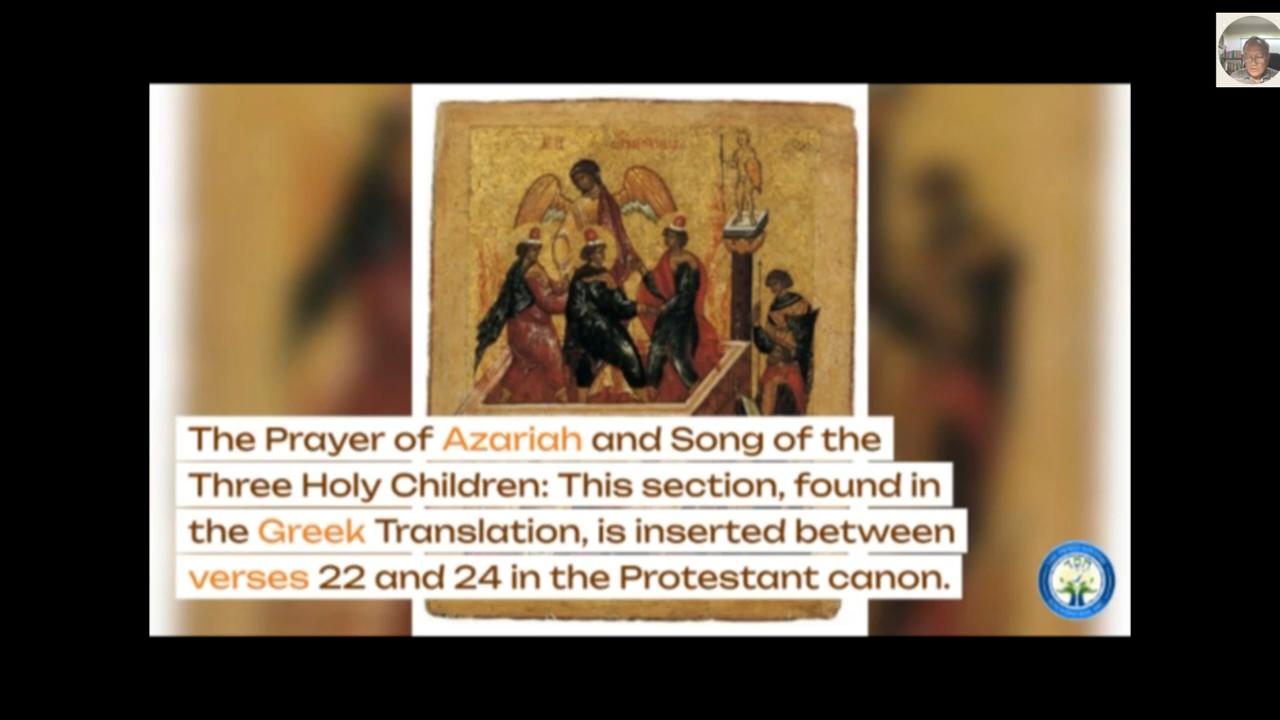 The Prayer of Azariah and Song of the
Three Holy Children: This section, found in
the Greek Translation, is inserted between
verses 22 and 24 in the Protestant canon.